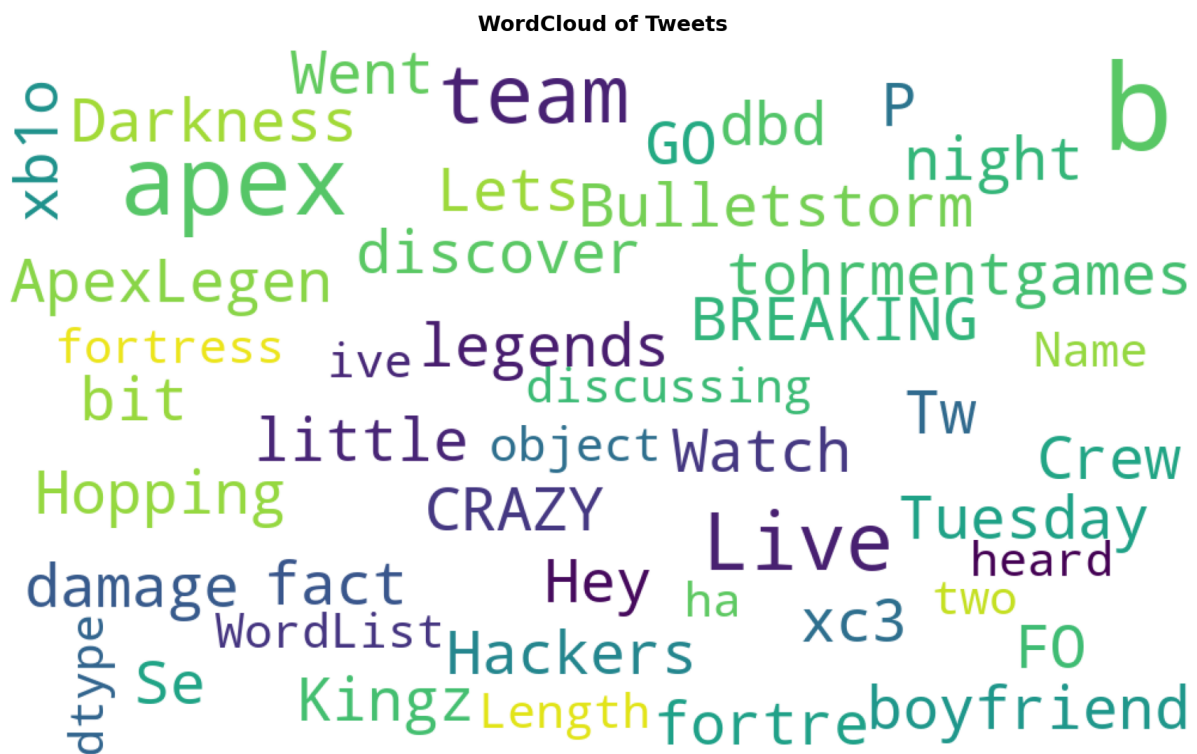 WordCloud of Tweets
Went
team
b
xb1o
Darkness
P
GO
dbd
night
apex
Lets
Bulletstorm
discover
tohrmentgames
ApexLegen
BREAKING
fortress
ive
legends
Name
discussing
bit
Tw
little
object
Watch
Crew
Hopping
CRAZY
Tuesday
Live
heard
damage
fact
Hey
ha
two
xc3
WordList
FO
dtype
Hackers
Se
Kingz
Length
fortre
boyfriend